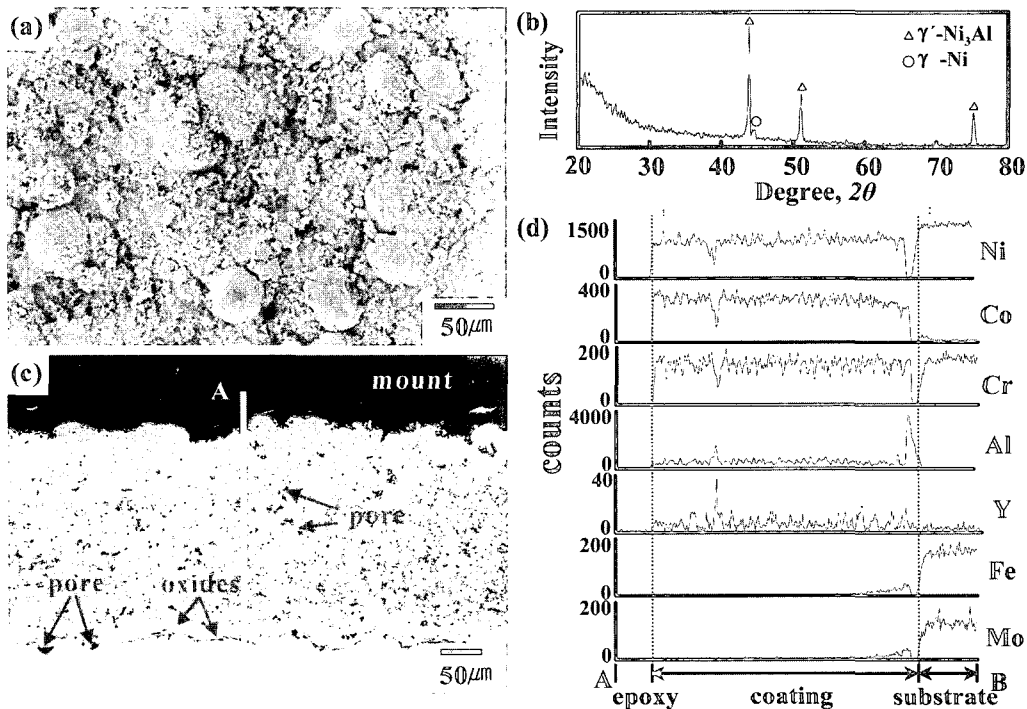 (a)
50μm
(b)
Intensity
△ γ´-Ni3Al
○ γ -Ni
20 30 40 50 60 70 80
Degree, 2θ
(c)
mount
A
pore
pore
oxides
50μm
(d)
counts
1500
0
Ni
400
0
Co
200
0
Cr
4000
0
Al
40
0
Y
200
0
Fe
200
0
Mo
A
B
epoxy
coating
substrate